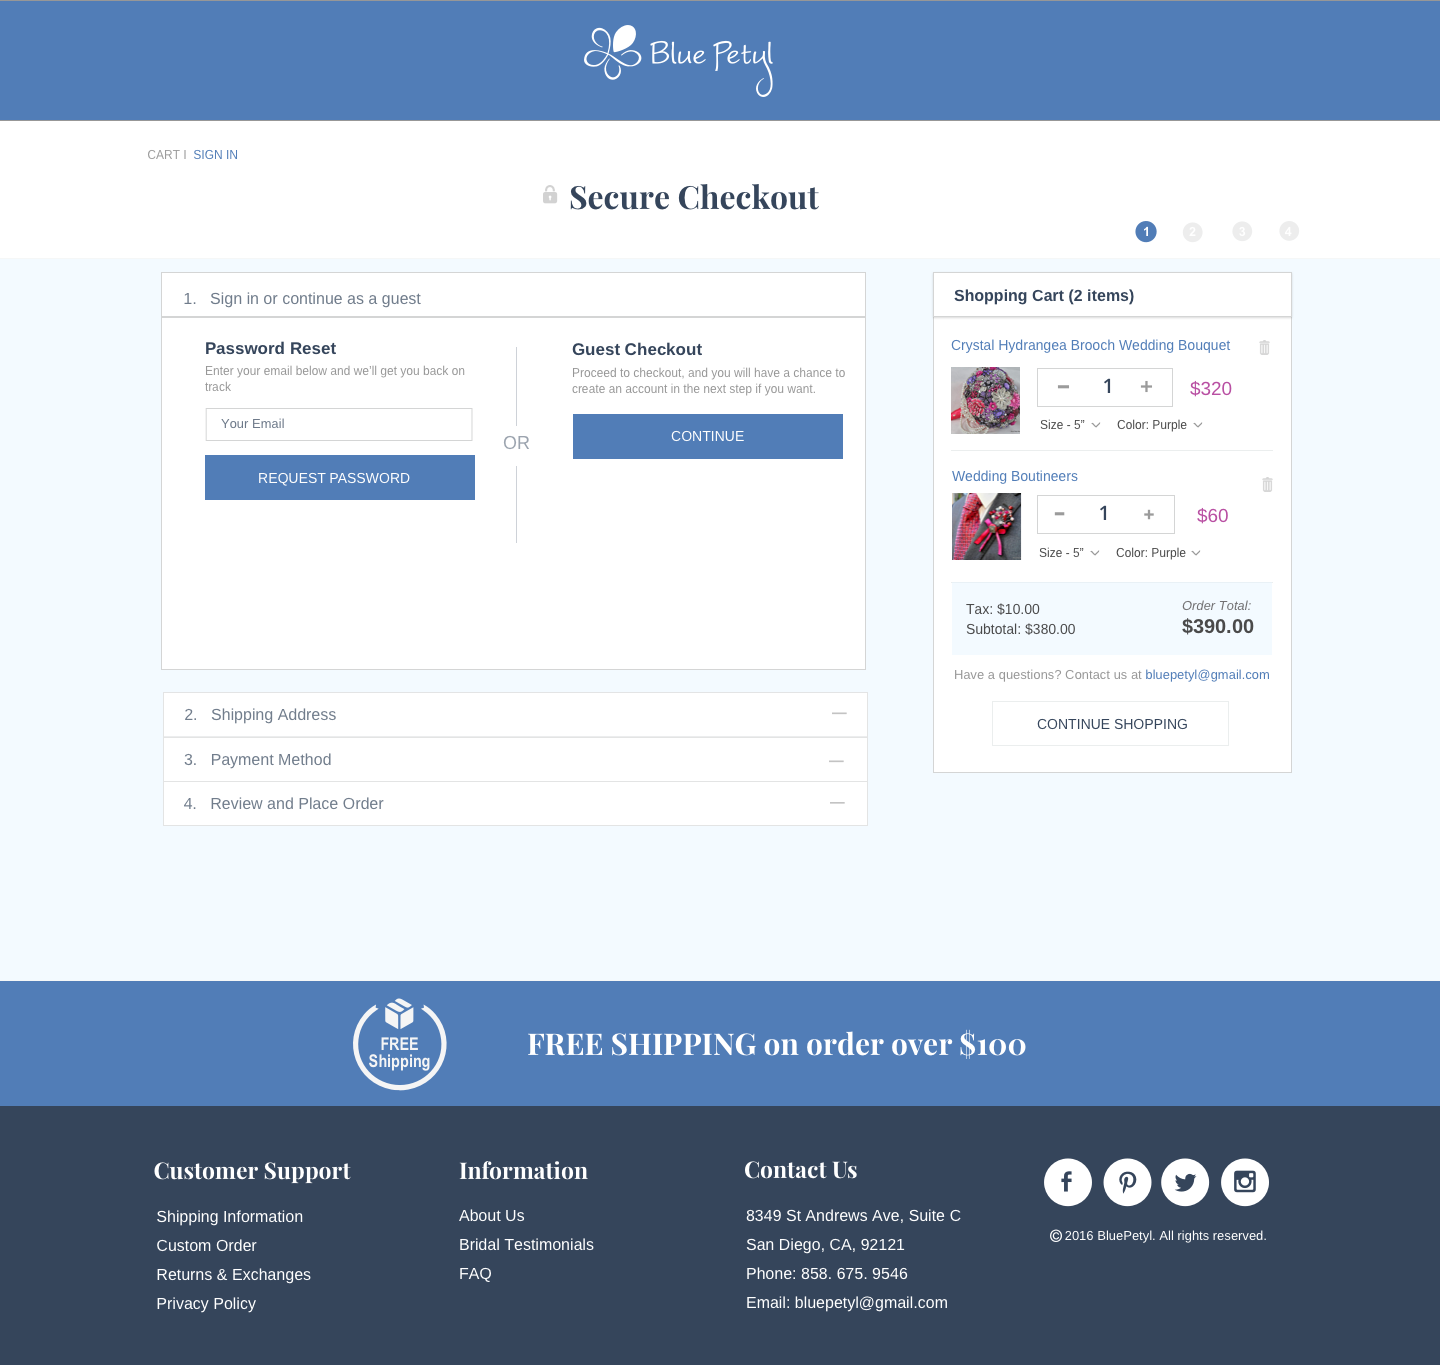 Blue Petyl
CART I SIGN IN
Secure Checkout
1 2 3 4
1. Sign in or continue as a guest
Password Reset
Enter your email below and we'll get you back on
track
Your Email
REQUEST PASSWORD
OR
Guest Checkout
Proceed to checkout, and you will have a chance to
create an account in the next step if you want.
CONTINUE
2. Shipping Address
3. Payment Method
4. Review and Place Order
Shopping Cart (2 items)
Crystal Hydrangea Brooch Wedding Bouquet
1 $320
Size - 5” Color: Purple
Wedding Boutineers
1 $60
Size - 5” Color: Purple
Tax: $10.00
Subtotal: $380.00
Order Total:
$390.00
Have a questions? Contact us at bluepetyl@gmail.com
CONTINUE SHOPPING
FREE
Shipping
FREE SHIPPING on order over $100
Customer Support
Shipping Information
Custom Order
Returns & Exchanges
Privacy Policy
Information
About Us
Bridal Testimonials
FAQ
Contact Us
8349 St Andrews Ave, Suite C
San Diego, CA, 92121
Phone: 858. 675. 9546
Email: bluepetyl@gmail.com
© 2016 BluePetyl. All rights reserved.